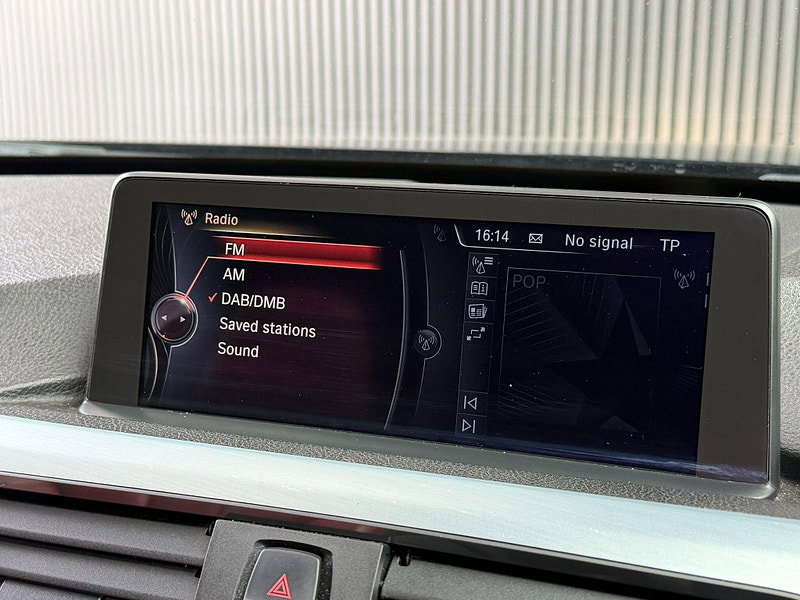 Radio
FM
AM
DAB/DMB
Saved stations
Sound
16:14 No signal TP
POP